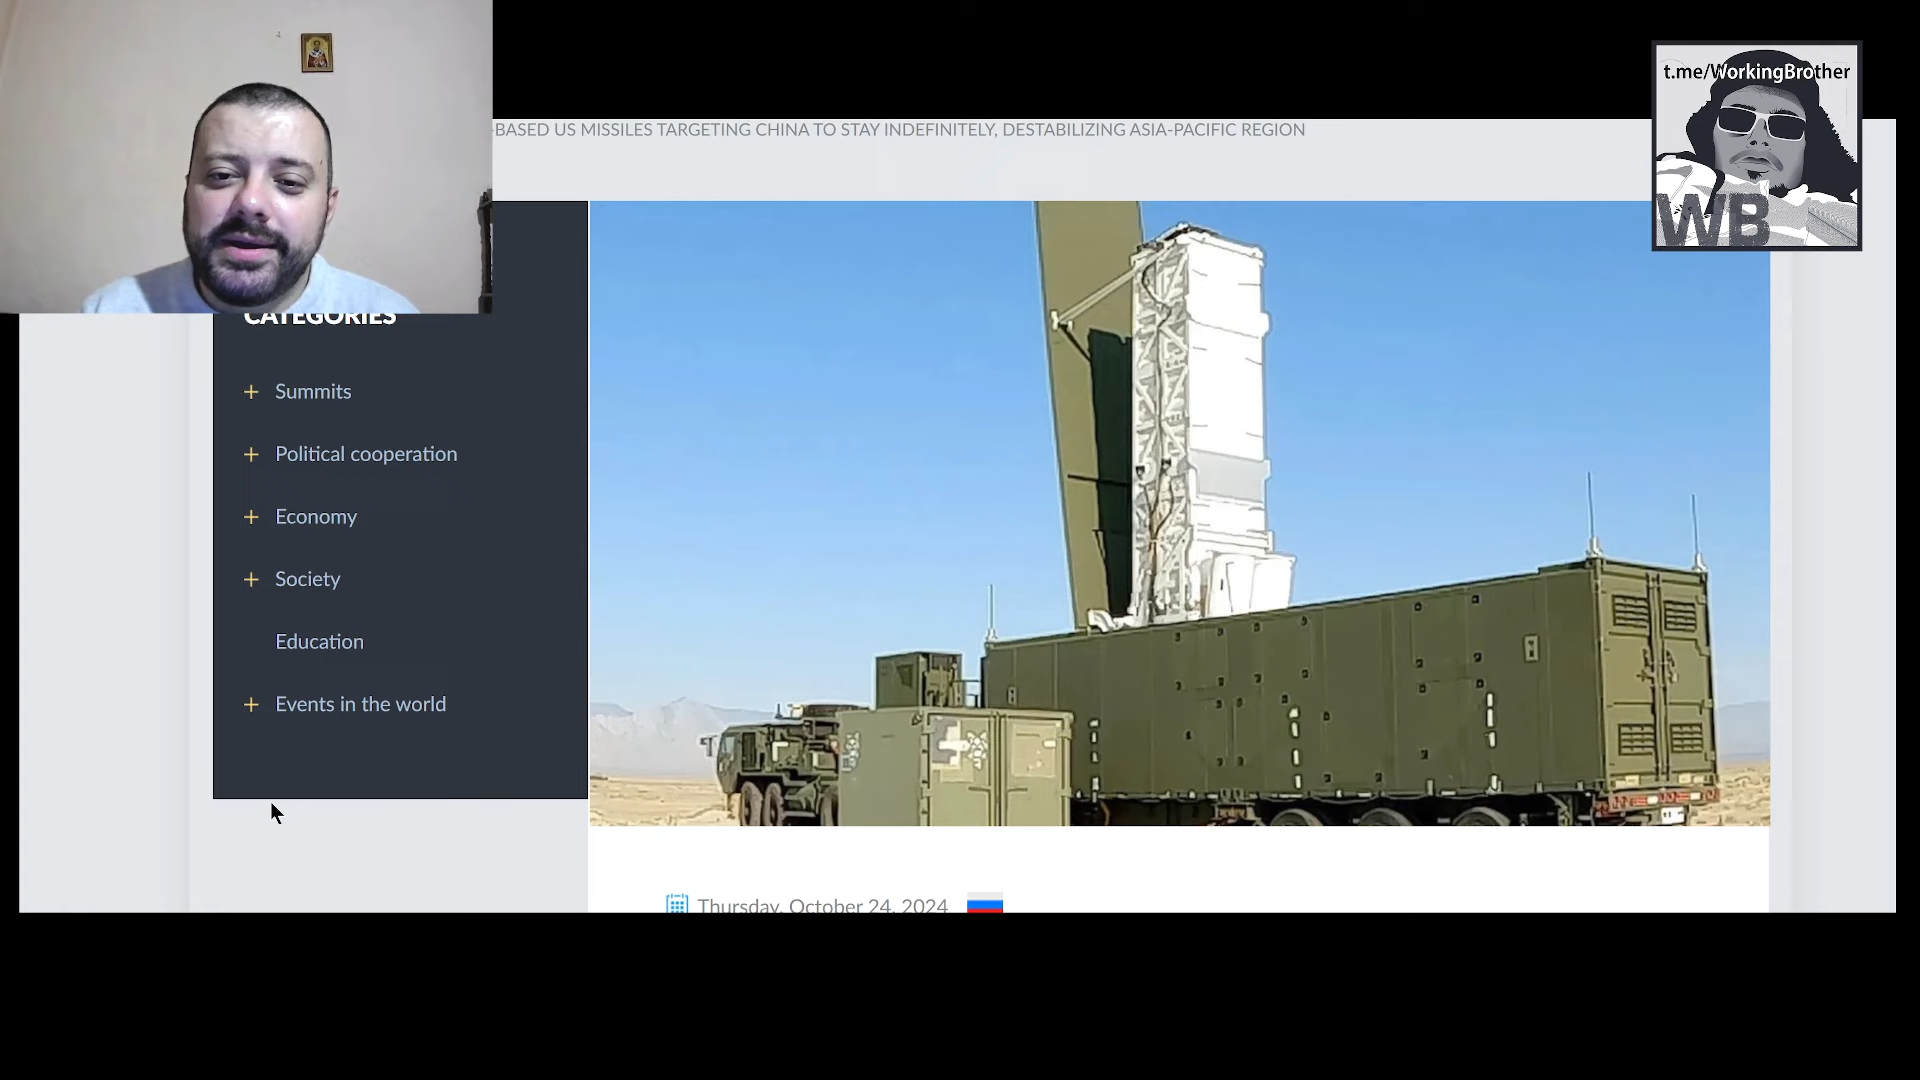 t.me/WorkingBrother
WB
-BASED US MISSILES TARGETING CHINA TO STAY INDEFINITELY, DESTABILIZING ASIA-PACIFIC REGION
CATEGORIES
Summits
Political cooperation
Economy
Society
Education
Events in the world
Thursday, October 24, 2024